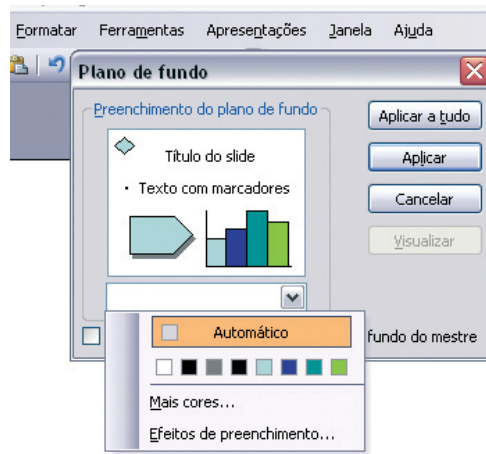 Formatar Ferramentas Apresentações Janela Ajuda
Plano de fundo
Preenchimento do plano de fundo
Título do slide
• Texto com marcadores
Aplicar a tudo
Aplicar
Cancelar
Visualizar
Automático
fundo do mestre
Mais cores...
Efeitos de preenchimento...